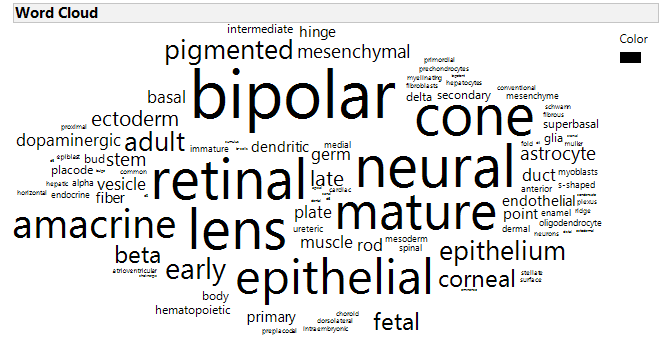 Word Cloud
Color
intermediate
hinge
pigmented
mesenchymal
primordial
prechondrocytes
myelinating
hepatocytes
fibroblasts
conventional
basal
bipolar
delta
secondary
mesenchyme
schwann
fibrous
ectoderm
cone
superbasal
proximal
dopaminergic
adult
immature
dendritic
medial
germ
fold
glia
muller
epiblast
bud
stem
retinal
neural
astrocyte
placode
common
late
cardiac
duct
myoblasts
hepatic
alpha
vesicle
anterior
s-shaped
horizontal
endocrine
fiber
mature
endothelial
plexus
amacrine
lens
plate
point
enamel
ridge
ureteric
dermal
oligodendrocyte
neurons
beta
muscle
rod
mesoderm
spinal
epithelium
atrioventricular
early
epithelial
corneal
stellate
surface
body
hematopoietic
primary
choroid
dorsolateral
fetal
preplacodal
intraembryonic